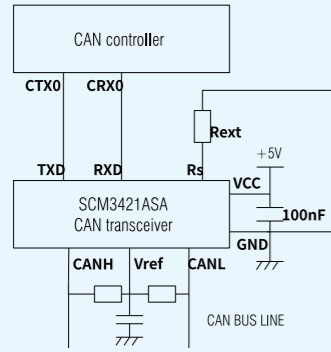 CAN controller
CTX0 CRX0
Rext
+5V
TXD RXD Rs
VCC
SCM3421ASA
CAN transceiver
100nF
GND
CANH Vref CANL
CAN BUS LINE